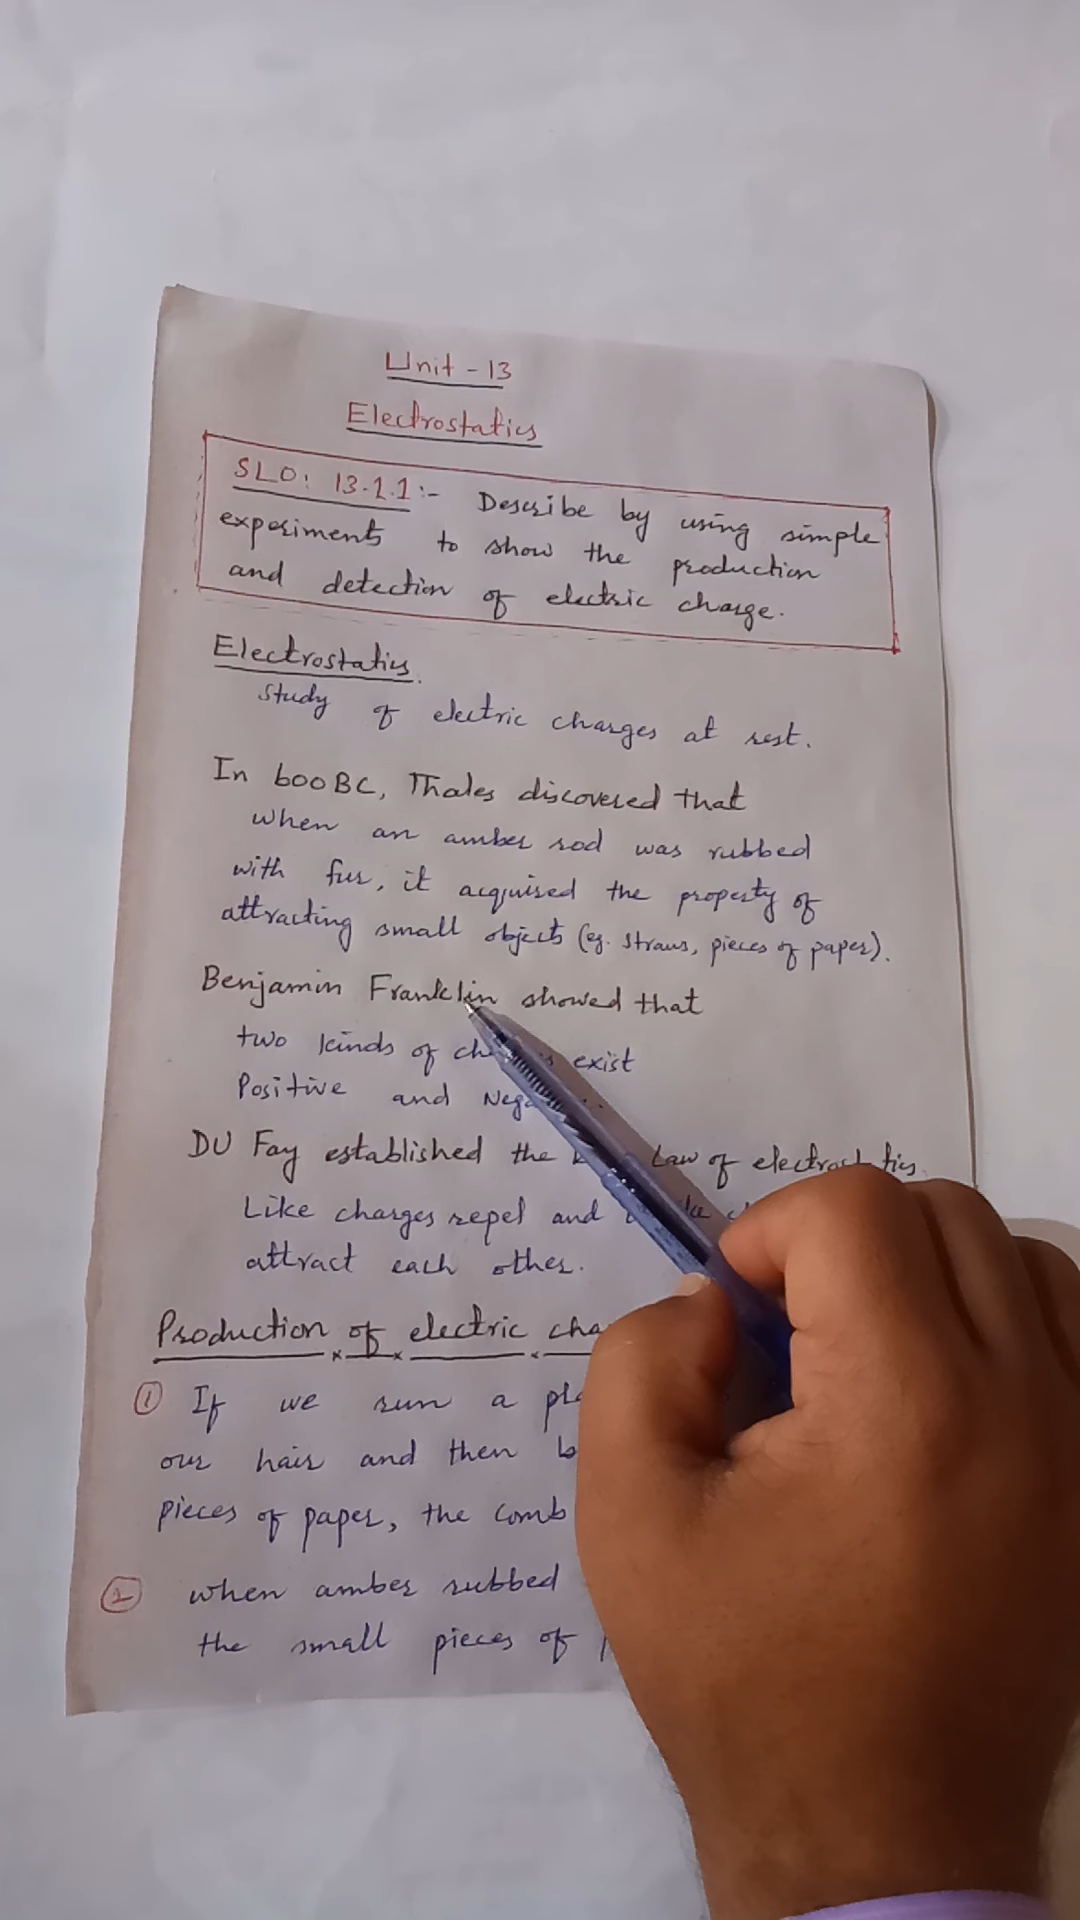 Unit - 13
Electrostatics
SLO: 13.1.1:- Describe by using simple
experiments to show the production
and detection of electric charge.
Electrostatics.
Study of electric charges at rest.
In 600 BC, Thales discovered that
when an amber rod was rubbed
with fur, it acquired the property of
attracting small objects (eg. straws, pieces of paper).
Benjamin Franklin showed that
two kinds of exist
Positive and
DU Fay established the Law of electrostatics.
Like charges repel and
attract each other.
Production of electric
① If we run a
our hair and then
pieces of paper, the comb
② when amber rubbed
the small pieces of